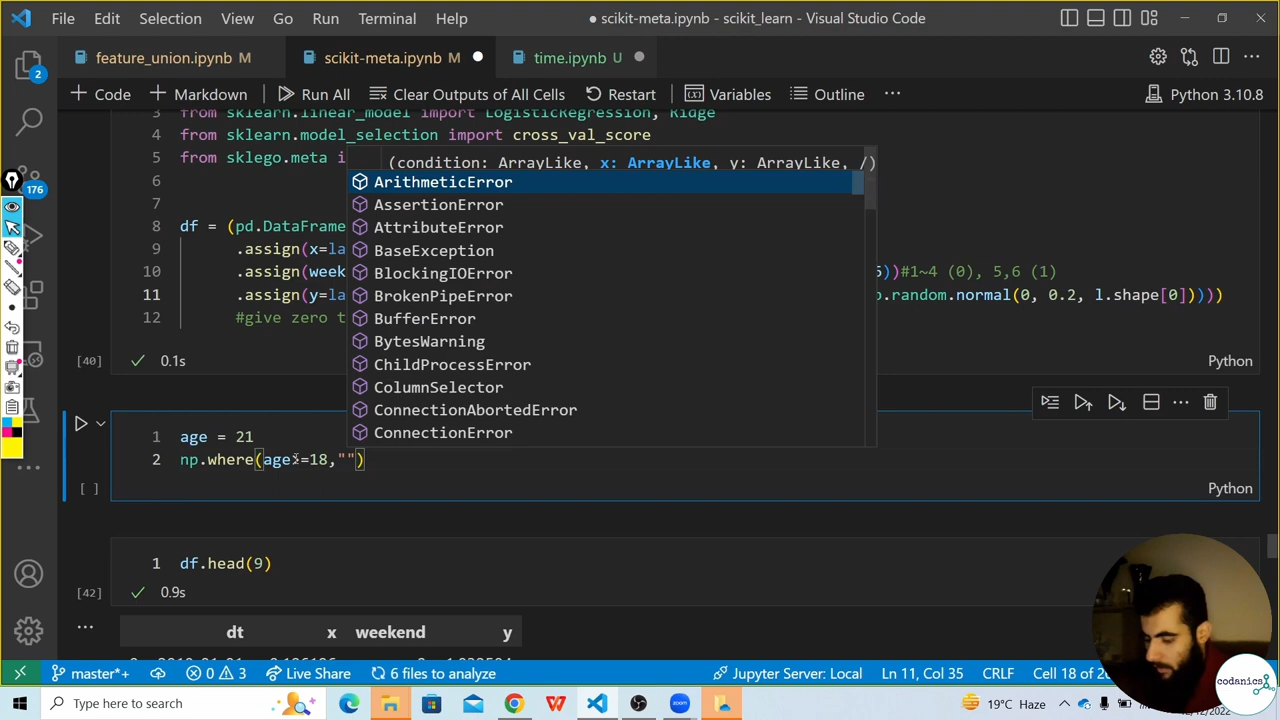 File Edit Selection View Go Run Terminal Help
● scikit-meta.ipynb - scikit_learn - Visual Studio Code
feature_union.ipynb M
scikit-meta.ipynb M
time.ipynb U
Code
Markdown
Run All
Clear Outputs of All Cells
Restart
Variables
Outline
Python 3.10.8
2
176
3 from sklearn.linear_model import LogisticRegression, Ridge
4 from sklearn.model_selection import cross_val_score
5 from sklego.meta i
6
7
8 df = (pd.DataFrame
9 .assign(x=la
10 .assign(week 6))#1~4 (0), 5,6 (1)
11 .assign(y=la p.random.normal(0, 0.2, l.shape[0]))))
12 #give zero t
(condition: ArrayLike, x: ArrayLike, y: ArrayLike, /)
ArithmeticError
AssertionError
AttributeError
BaseException
BlockingIOError
BrokenPipeError
BufferError
BytesWarning
ChildProcessError
ColumnSelector
ConnectionAbortedError
ConnectionError
[40] 0.1s Python
1 age = 21
2 np.where(age>=18,"")
[ ] Python
1 df.head(9)
[42] 0.9s
dt x weekend y
codanics
master*+
0 3
Live Share
6 files to analyze
Jupyter Server: Local
Ln 11, Col 35
CRLF
Type here to search
19°C Haze